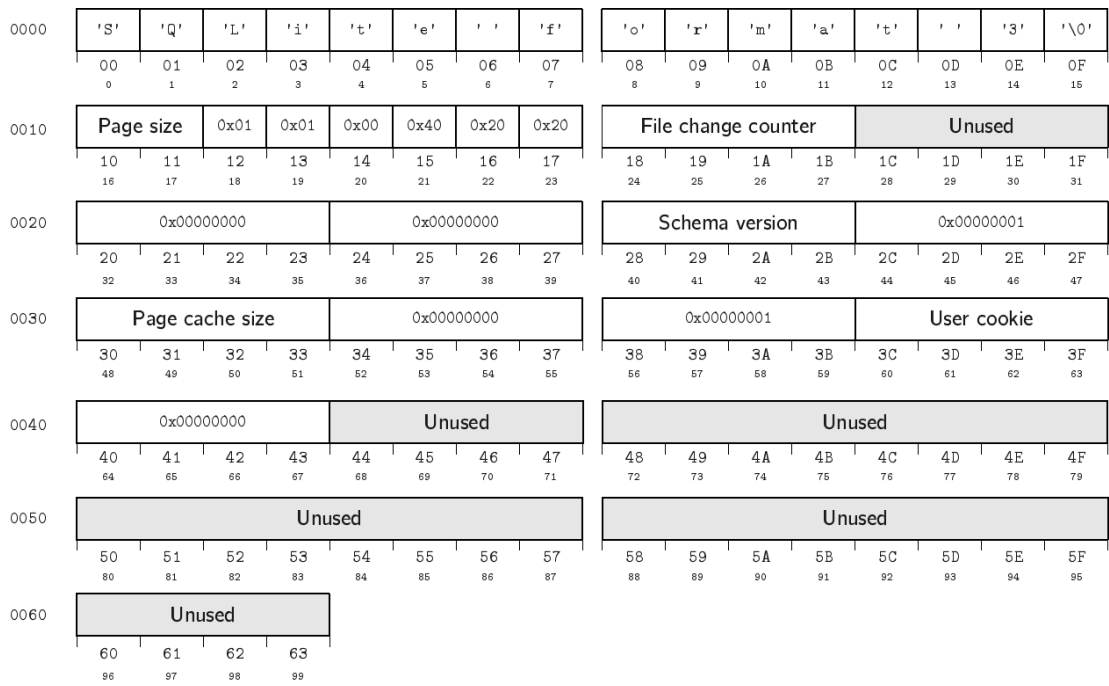 0000 'S' 'Q' 'L' 'i' 't' 'e' ' ' 'f' 'o' 'r' 'm' 'a' 't' ' ' '3' '\0'
00 01 02 03 04 05 06 07 08 09 0A 0B 0C 0D 0E 0F
0 1 2 3 4 5 6 7 8 9 10 11 12 13 14 15
0010 Page size 0x01 0x01 0x00 0x40 0x20 0x20 File change counter Unused
10 11 12 13 14 15 16 17 18 19 1A 1B 1C 1D 1E 1F
16 17 18 19 20 21 22 23 24 25 26 27 28 29 30 31
0020 0x00000000 0x00000000 Schema version 0x00000001
20 21 22 23 24 25 26 27 28 29 2A 2B 2C 2D 2E 2F
32 33 34 35 36 37 38 39 40 41 42 43 44 45 46 47
0030 Page cache size 0x00000000 0x00000001 User cookie
30 31 32 33 34 35 36 37 38 39 3A 3B 3C 3D 3E 3F
48 49 50 51 52 53 54 55 56 57 58 59 60 61 62 63
0040 0x00000000 Unused Unused
40 41 42 43 44 45 46 47 48 49 4A 4B 4C 4D 4E 4F
64 65 66 67 68 69 70 71 72 73 74 75 76 77 78 79
0050 Unused Unused
50 51 52 53 54 55 56 57 58 59 5A 5B 5C 5D 5E 5F
80 81 82 83 84 85 86 87 88 89 90 91 92 93 94 95
0060 Unused
60 61 62 63
96 97 98 99